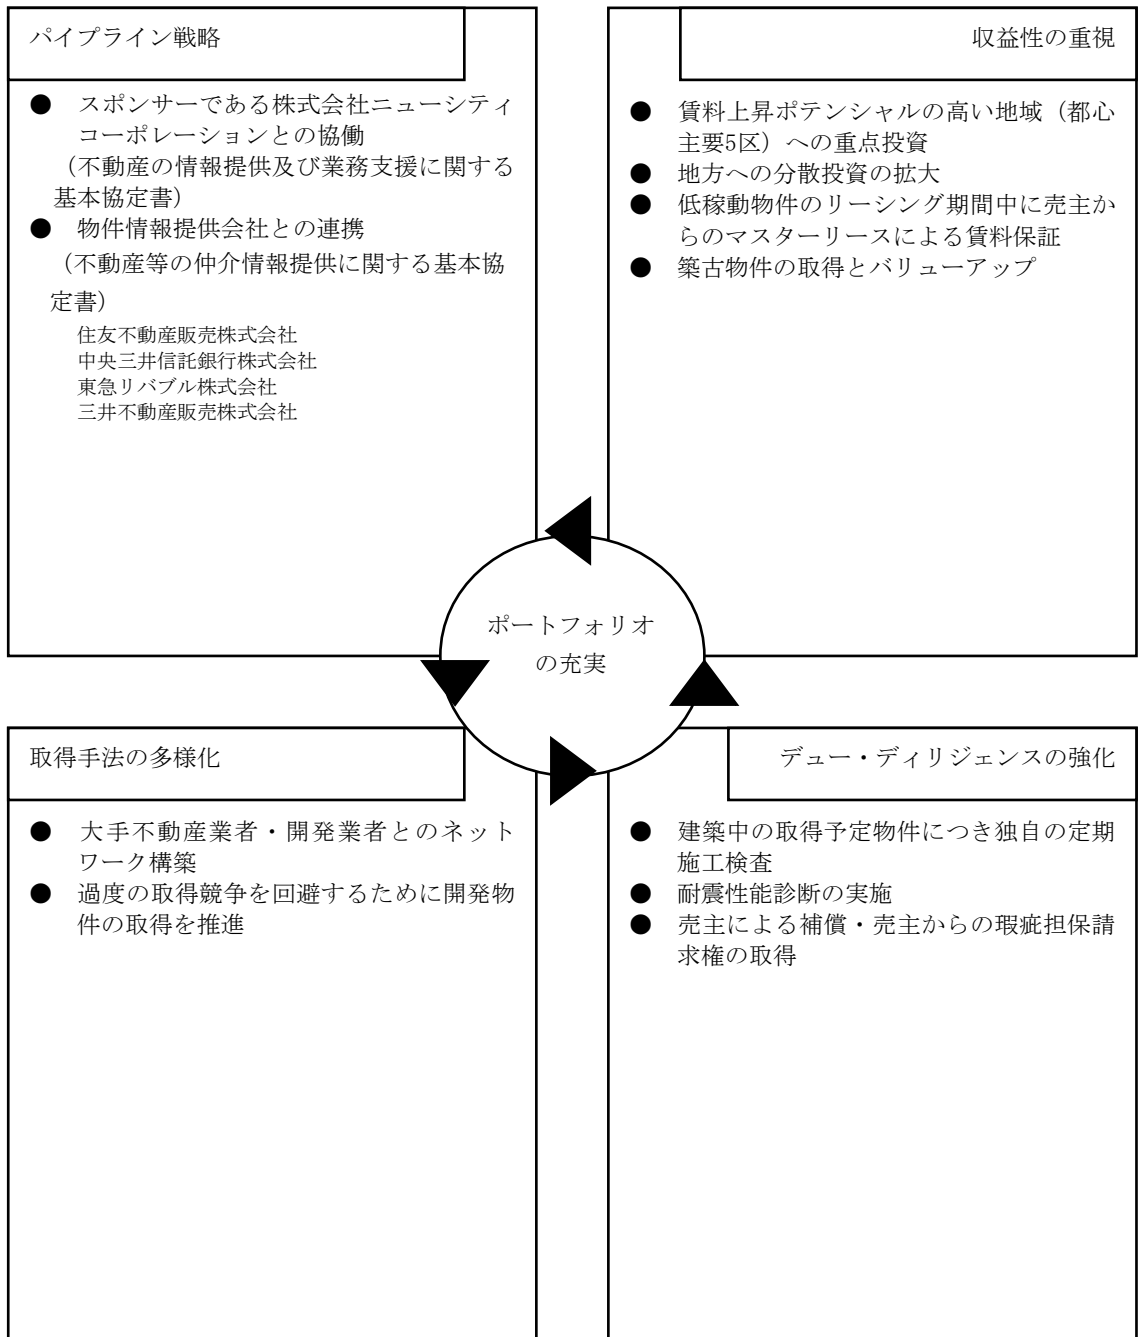 パイプライン戦略
● スポンサーである株式会社ニューシティ
コーポレーションとの協働
（不動産の情報提供及び業務支援に関する
基本協定書）
● 物件情報提供会社との連携
（不動産等の仲介情報提供に関する基本協
定書）
住友不動産販売株式会社
中央三井信託銀行株式会社
東急リバブル株式会社
三井不動産販売株式会社
収益性の重視
● 賃料上昇ポテンシャルの高い地域（都心
主要5区）への重点投資
● 地方への分散投資の拡大
● 低稼動物件のリーシング期間中に売主か
らのマスターリースによる賃料保証
● 築古物件の取得とバリューアップ
ポートフォリオ
の充実
取得手法の多様化
● 大手不動産業者・開発業者とのネット
ワーク構築
● 過度の取得競争を回避するために開発物
件の取得を推進
デュー・ディリジェンスの強化
● 建築中の取得予定物件につき独自の定期
施工検査
● 耐震性能診断の実施
● 売主による補償・売主からの瑕疵担保請
求権の取得